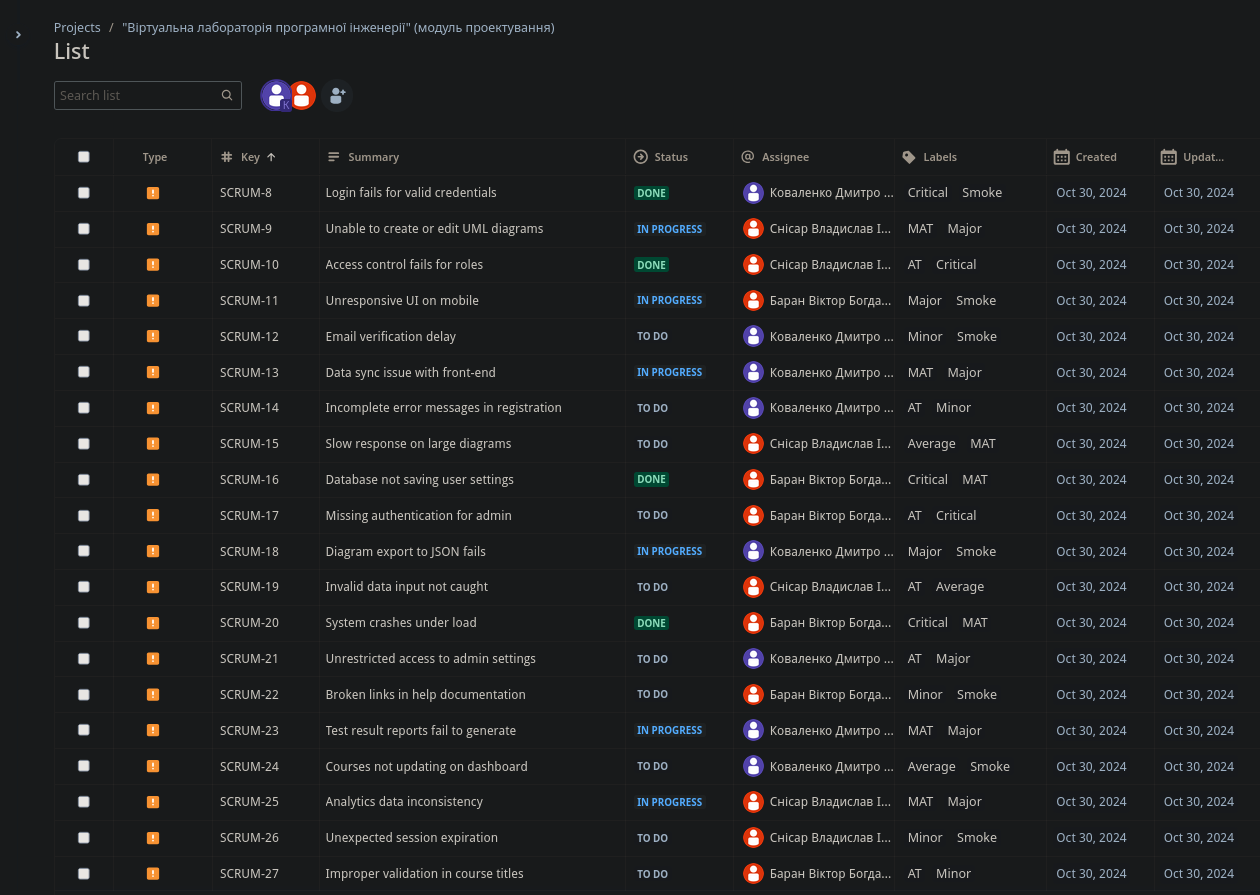 Projects / "Віртуальна лабораторія програмної інженерії" (модуль проектування)
List
Search list K
Type Key Summary Status Assignee Labels Created Updat...
SCRUM-8 Login fails for valid credentials DONE Коваленко Дмитро ... Critical Smoke Oct 30, 2024 Oct 30, 2024
SCRUM-9 Unable to create or edit UML diagrams IN PROGRESS Снісар Владислав І... MAT Major Oct 30, 2024 Oct 30, 2024
SCRUM-10 Access control fails for roles DONE Снісар Владислав І... AT Critical Oct 30, 2024 Oct 30, 2024
SCRUM-11 Unresponsive UI on mobile IN PROGRESS Баран Віктор Богда... Major Smoke Oct 30, 2024 Oct 30, 2024
SCRUM-12 Email verification delay TO DO Коваленко Дмитро ... Minor Smoke Oct 30, 2024 Oct 30, 2024
SCRUM-13 Data sync issue with front-end IN PROGRESS Коваленко Дмитро ... MAT Major Oct 30, 2024 Oct 30, 2024
SCRUM-14 Incomplete error messages in registration TO DO Коваленко Дмитро ... AT Minor Oct 30, 2024 Oct 30, 2024
SCRUM-15 Slow response on large diagrams TO DO Снісар Владислав І... Average MAT Oct 30, 2024 Oct 30, 2024
SCRUM-16 Database not saving user settings DONE Баран Віктор Богда... Critical MAT Oct 30, 2024 Oct 30, 2024
SCRUM-17 Missing authentication for admin TO DO Баран Віктор Богда... AT Critical Oct 30, 2024 Oct 30, 2024
SCRUM-18 Diagram export to JSON fails IN PROGRESS Коваленко Дмитро ... Major Smoke Oct 30, 2024 Oct 30, 2024
SCRUM-19 Invalid data input not caught TO DO Снісар Владислав І... AT Average Oct 30, 2024 Oct 30, 2024
SCRUM-20 System crashes under load DONE Баран Віктор Богда... Critical MAT Oct 30, 2024 Oct 30, 2024
SCRUM-21 Unrestricted access to admin settings TO DO Коваленко Дмитро ... AT Major Oct 30, 2024 Oct 30, 2024
SCRUM-22 Broken links in help documentation TO DO Баран Віктор Богда... Minor Smoke Oct 30, 2024 Oct 30, 2024
SCRUM-23 Test result reports fail to generate IN PROGRESS Коваленко Дмитро ... MAT Major Oct 30, 2024 Oct 30, 2024
SCRUM-24 Courses not updating on dashboard TO DO Коваленко Дмитро ... Average Smoke Oct 30, 2024 Oct 30, 2024
SCRUM-25 Analytics data inconsistency IN PROGRESS Снісар Владислав І... MAT Major Oct 30, 2024 Oct 30, 2024
SCRUM-26 Unexpected session expiration TO DO Снісар Владислав І... Minor Smoke Oct 30, 2024 Oct 30, 2024
SCRUM-27 Improper validation in course titles TO DO Баран Віктор Богда... AT Minor Oct 30, 2024 Oct 30, 2024